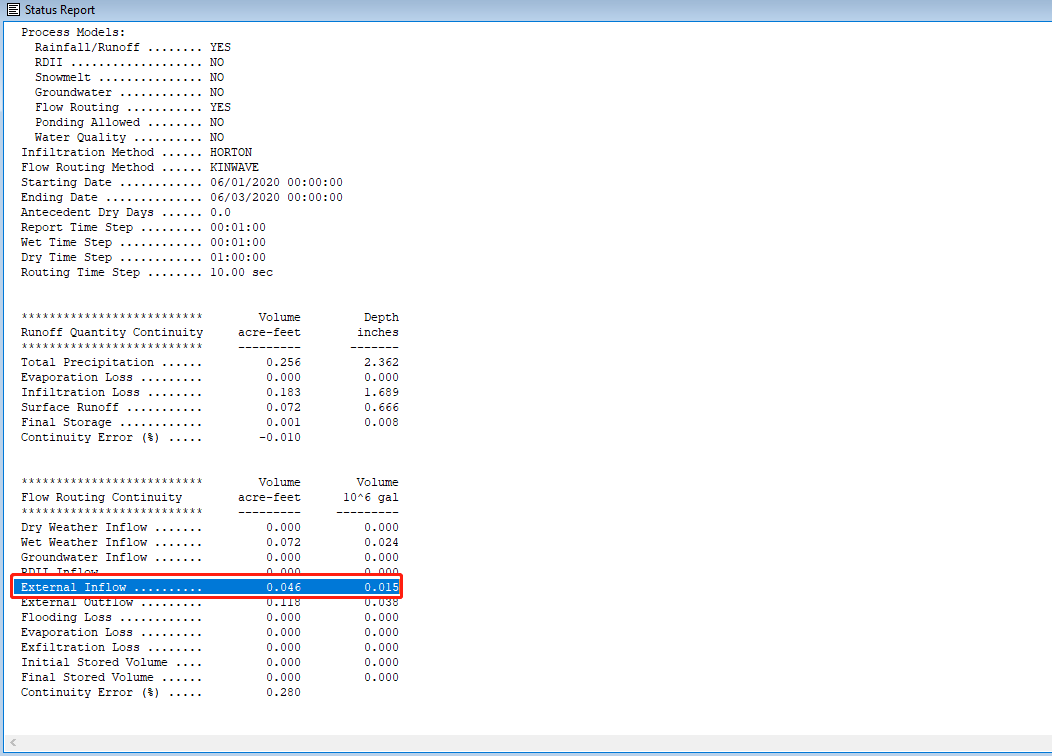 Status Report
Process Models:
Rainfall/Runoff ........ YES
RDII ................... NO
Snowmelt ............... NO
Groundwater ............ NO
Flow Routing ........... YES
Ponding Allowed ........ NO
Water Quality .......... NO
Infiltration Method ...... HORTON
Flow Routing Method ...... KINWAVE
Starting Date ............ 06/01/2020 00:00:00
Ending Date .............. 06/03/2020 00:00:00
Antecedent Dry Days ...... 0.0
Report Time Step ......... 00:01:00
Wet Time Step ............ 00:01:00
Dry Time Step ............ 01:00:00
Routing Time Step ........ 10.00 sec
************************** Volume Depth
Runoff Quantity Continuity acre-feet inches
************************** --------- -------
Total Precipitation ...... 0.256 2.362
Evaporation Loss ......... 0.000 0.000
Infiltration Loss ........ 0.183 1.689
Surface Runoff ........... 0.072 0.666
Final Storage ............ 0.001 0.008
Continuity Error (%) ..... -0.010
************************** Volume Volume
Flow Routing Continuity acre-feet 10^6 gal
************************** --------- ---------
Dry Weather Inflow ....... 0.000 0.000
Wet Weather Inflow ....... 0.072 0.024
Groundwater Inflow ....... 0.000 0.000
RDII Inflow .............. 0.000 0.000
External Inflow .......... 0.046 0.015
External Outflow ......... 0.118 0.038
Flooding Loss ............ 0.000 0.000
Evaporation Loss ......... 0.000 0.000
Exfiltration Loss ........ 0.000 0.000
Initial Stored Volume .... 0.000 0.000
Final Stored Volume ...... 0.000 0.000
Continuity Error (%) ..... 0.280